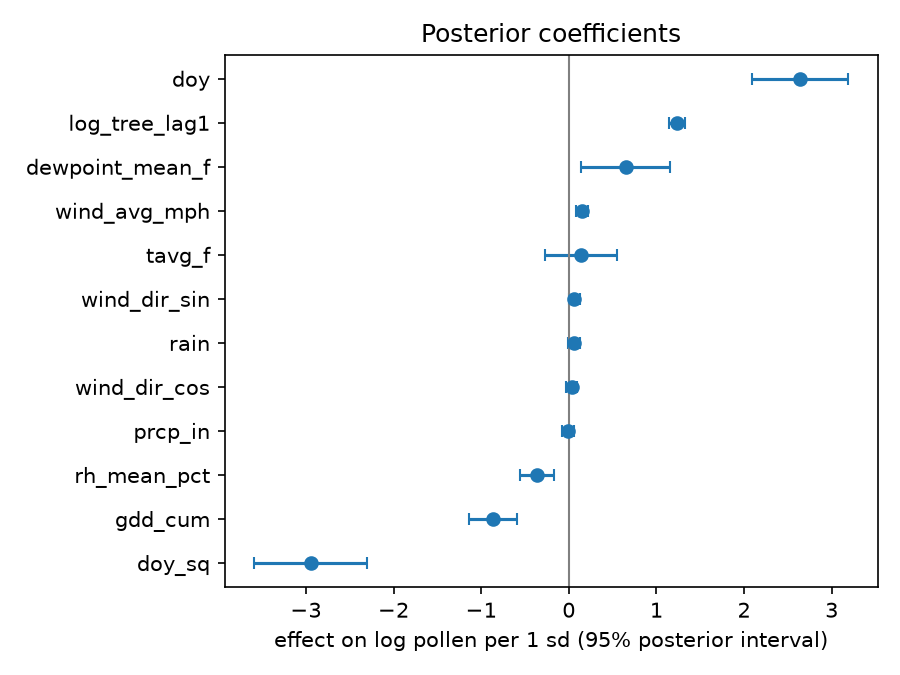 Posterior coefficients
doy
log_tree_lag1
dewpoint_mean_f
wind_avg_mph
tavg_f
wind_dir_sin
rain
wind_dir_cos
prcp_in
rh_mean_pct
gdd_cum
doy_sq
−3 −2 −1 0 1 2 3
effect on log pollen per 1 sd (95% posterior interval)